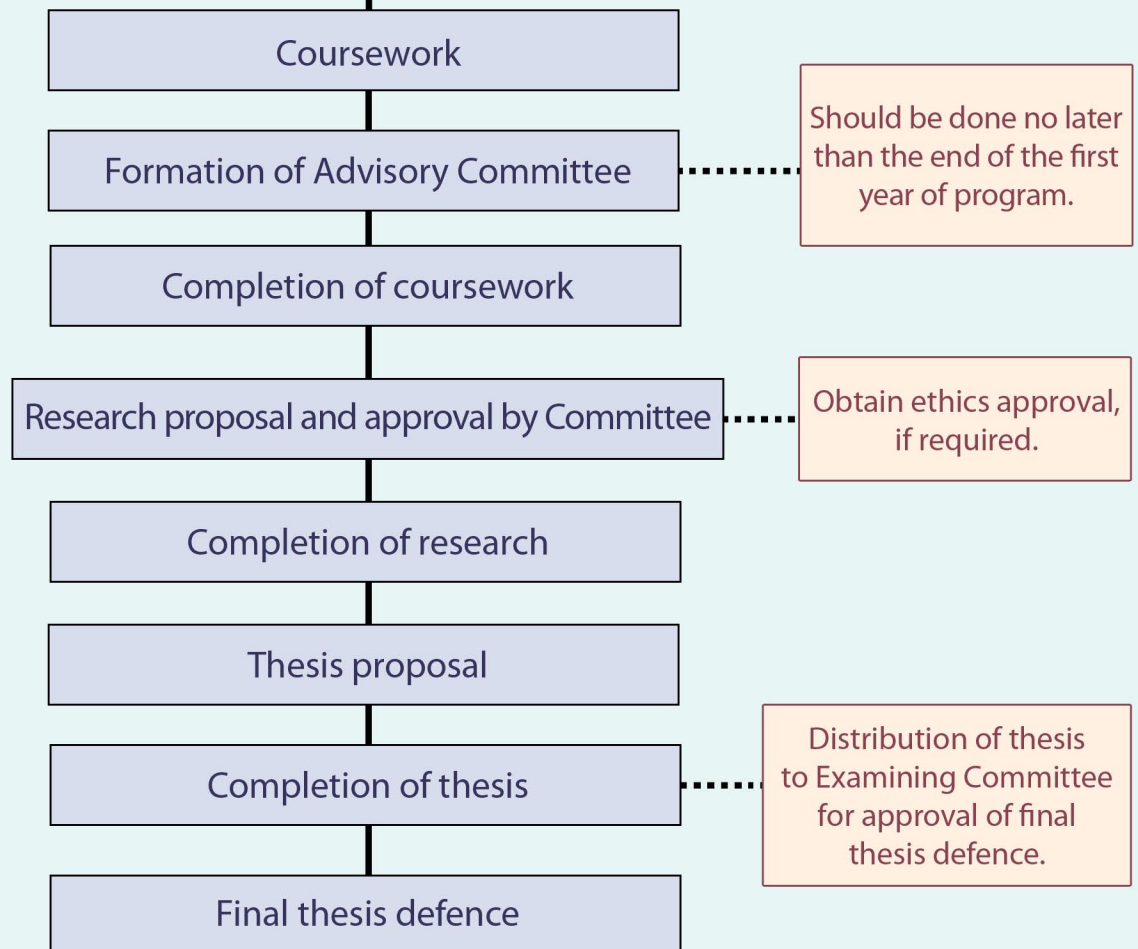 Coursework
Formation of Advisory Committee
Should be done no later
than the end of the first
year of program.
Completion of coursework
Research proposal and approval by Committee
Obtain ethics approval,
if required.
Completion of research
Thesis proposal
Completion of thesis
Distribution of thesis
to Examining Committee
for approval of final
thesis defence.
Final thesis defence